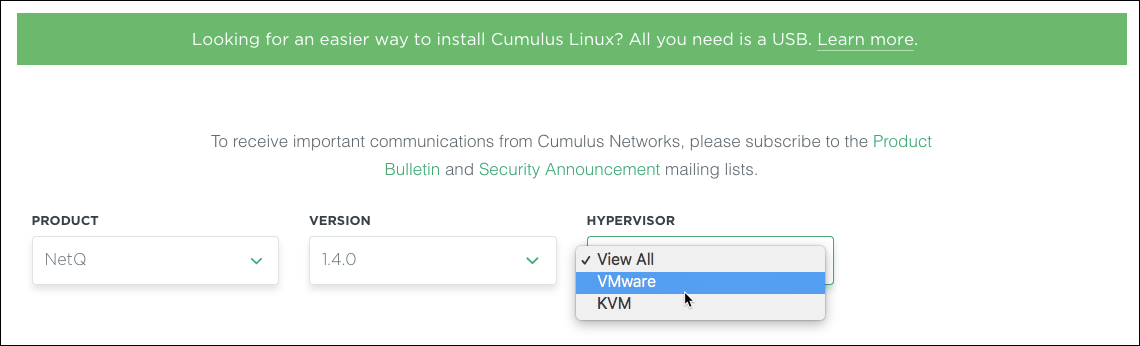 Looking for an easier way to install Cumulus Linux? All you need is a USB. Learn more.
To receive important communications from Cumulus Networks, please subscribe to the Product
Bulletin and Security Announcement mailing lists.
PRODUCT
VERSION
HYPERVISOR
NetQ
1.4.0
✓ View All
VMware
KVM